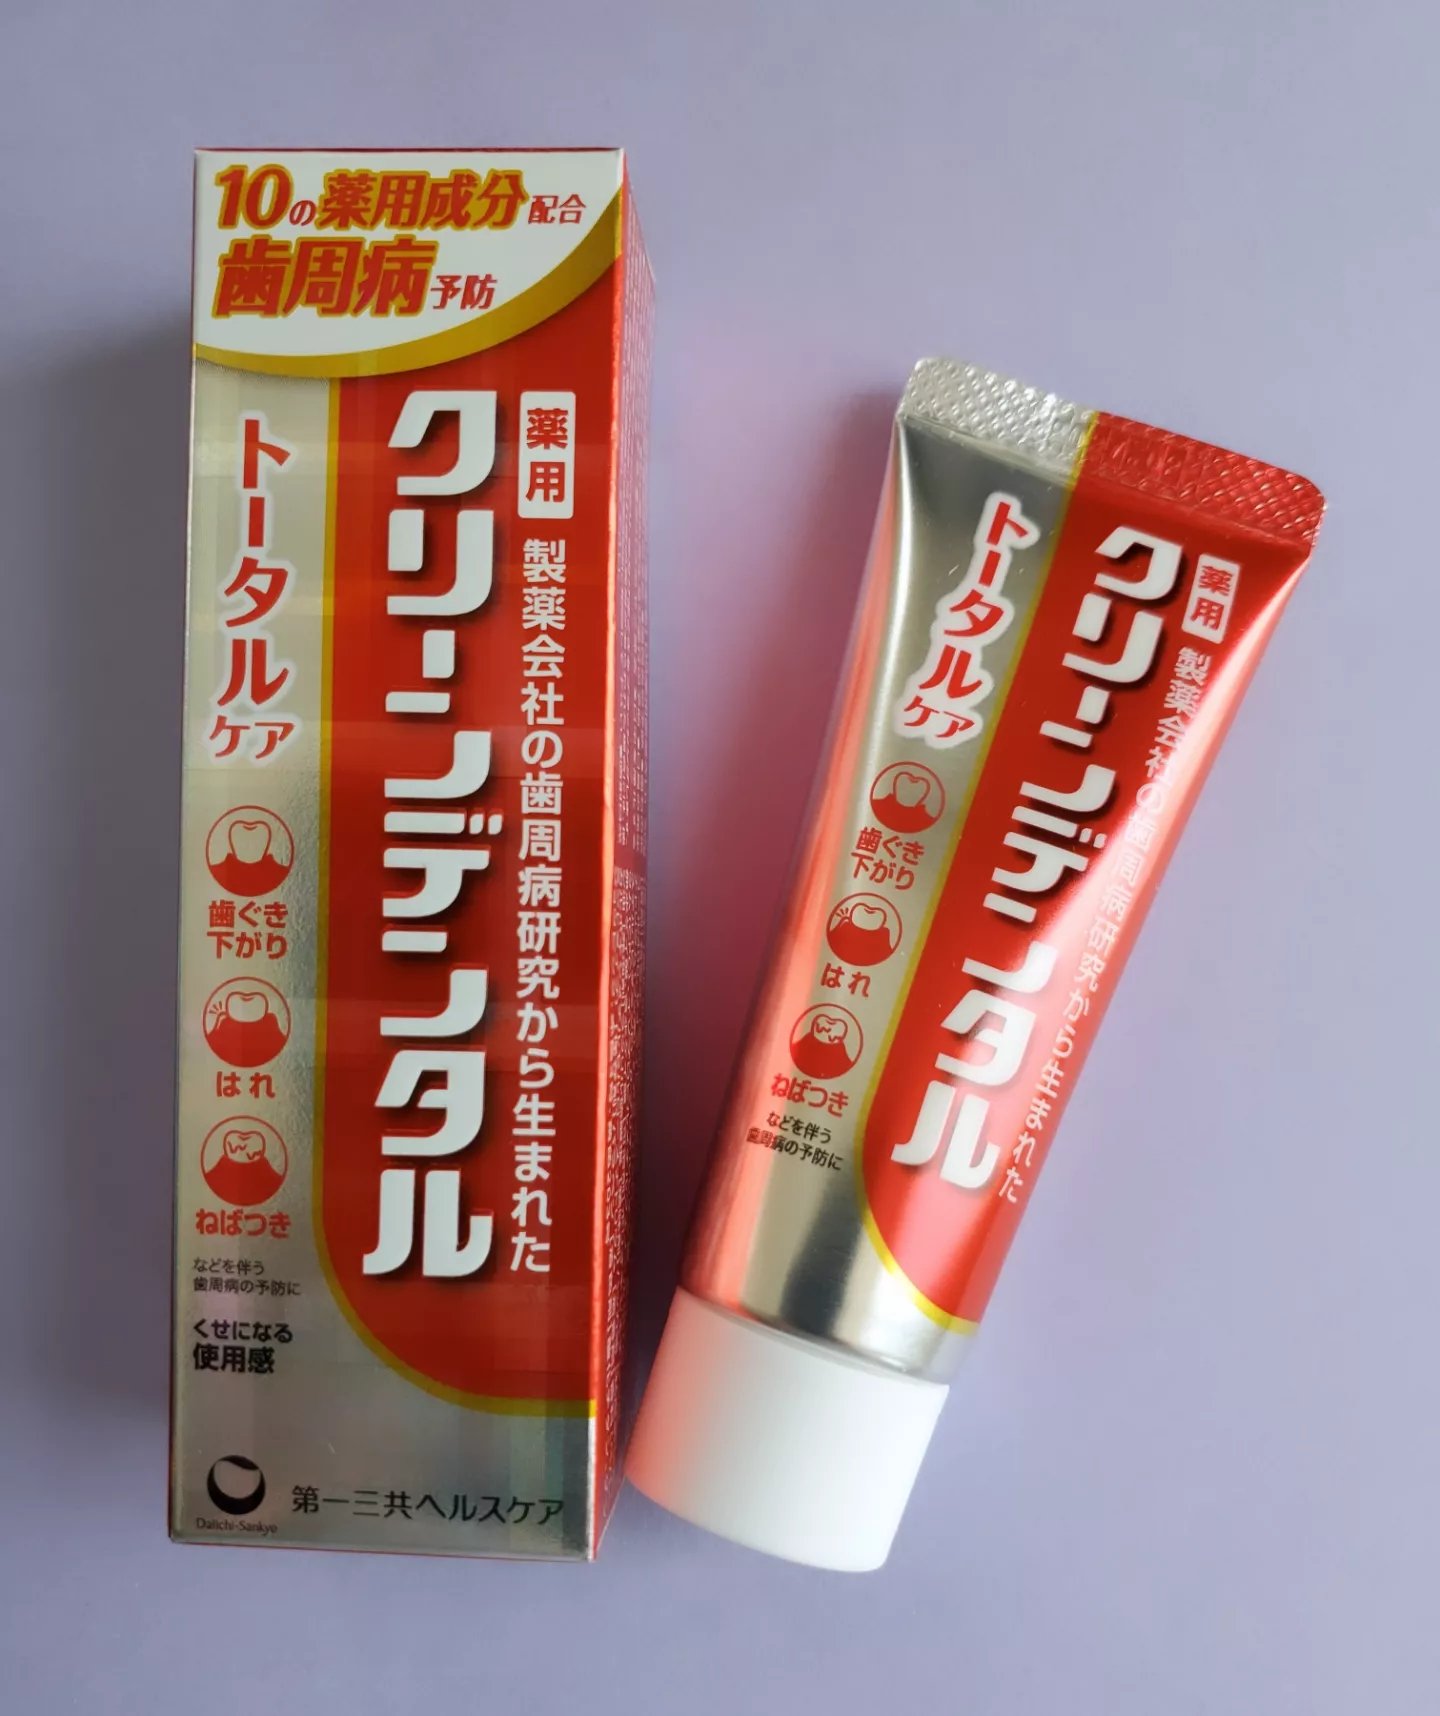 10の薬用成分配合
歯周病予防
薬用
製薬会社の歯周病研究から生まれた
クリーンデンタル
トータルケア
歯ぐき
下がり
はれ
ねばつき
などを伴う
歯周病の予防に
くせになる
使用感
Daiichi-Sankyo
第一三共ヘルスケア
薬用
製薬会社の歯周病研究から生まれた
クリーンデンタル
トータルケア
歯ぐき
下がり
はれ
ねばつき
などを伴う
歯周病の予防に